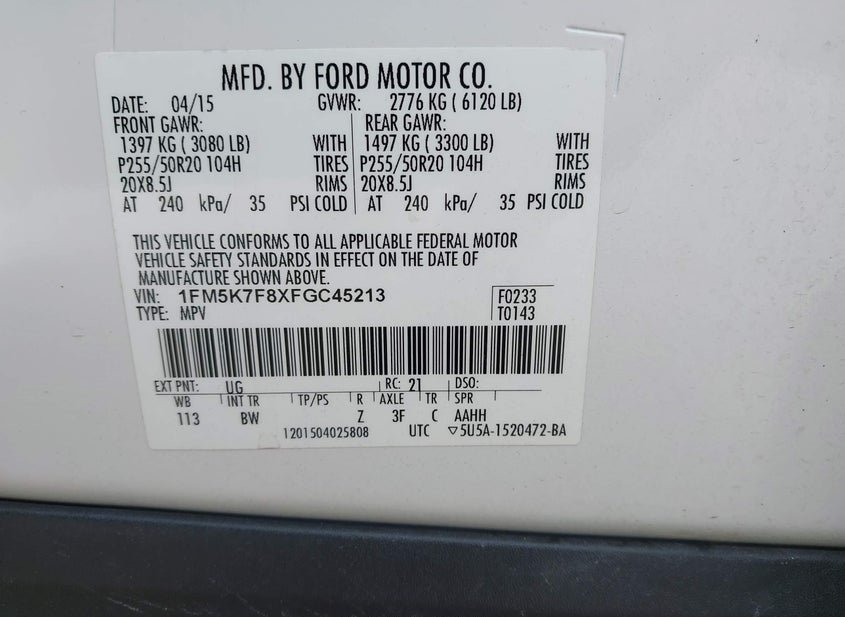 MFD. BY FORD MOTOR CO.
DATE: 04/15 GVWR: 2776 KG ( 6120 LB)
FRONT GAWR: REAR GAWR:
1397 KG ( 3080 LB) WITH 1497 KG ( 3300 LB) WITH
P255/50R20 104H TIRES P255/50R20 104H TIRES
20X8.5J RIMS 20X8.5J RIMS
AT 240 kPa/ 35 PSI COLD AT 240 kPa/ 35 PSI COLD
THIS VEHICLE CONFORMS TO ALL APPLICABLE FEDERAL MOTOR
VEHICLE SAFETY STANDARDS IN EFFECT ON THE DATE OF
MANUFACTURE SHOWN ABOVE.
VIN: 1FM5K7F8XFGC45213 F0233
TYPE: MPV T0143
EXT PNT: UG RC: 21 DSO:
WB INT TR TP/PS R AXLE TR SPR
113 BW Z 3F C AAHH
1201504025808 UTC ▽5U5A-1520472-BA